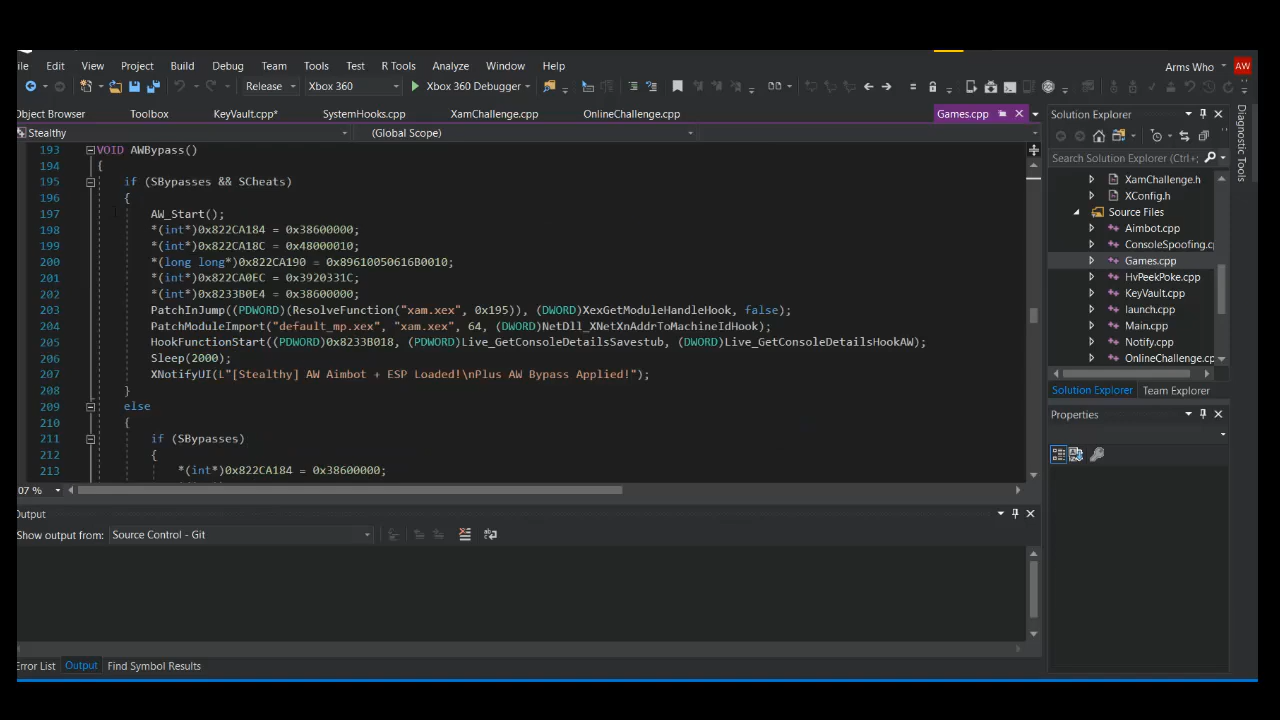 ile Edit View Project Build Debug Team Tools Test R Tools Analyze Window Help
Arms Who AW
Release Xbox 360 Xbox 360 Debugger
Object Browser Toolbox KeyVault.cpp* SystemHooks.cpp XamChallenge.cpp OnlineChallenge.cpp Games.cpp
Stealthy (Global Scope)
193 VOID AWBypass()
194 {
195 if (SBypasses && SCheats)
196 {
197 AW_Start();
198 *(int*)0x822CA184 = 0x38600000;
199 *(int*)0x822CA18C = 0x48000010;
200 *(long long*)0x822CA190 = 0x89610050616B0010;
201 *(int*)0x822CA0EC = 0x3920331C;
202 *(int*)0x8233B0E4 = 0x38600000;
203 PatchInJump((PDWORD)(ResolveFunction("xam.xex", 0x195)), (DWORD)XexGetModuleHandleHook, false);
204 PatchModuleImport("default_mp.xex", "xam.xex", 64, (DWORD)NetDll_XNetXnAddrToMachineIdHook);
205 HookFunctionStart((PDWORD)0x8233B018, (PDWORD)Live_GetConsoleDetailsSavestub, (DWORD)Live_GetConsoleDetailsHookAW);
206 Sleep(2000);
207 XNotifyUI(L"[Stealthy] AW Aimbot + ESP Loaded!\nPlus AW Bypass Applied!");
208 }
209 else
210 {
211 if (SBypasses)
212 {
213 *(int*)0x822CA184 = 0x38600000;
07 %
Output
Show output from: Source Control - Git
Error List Output Find Symbol Results
Solution Explorer
Search Solution Explorer (Ctrl+;
XamChallenge.h
XConfig.h
Source Files
Aimbot.cpp
ConsoleSpoofing.cp
Games.cpp
HvPeekPoke.cpp
KeyVault.cpp
launch.cpp
Main.cpp
Notify.cpp
OnlineChallenge.cp
Solution Explorer Team Explorer
Properties
Diagnostic Tools